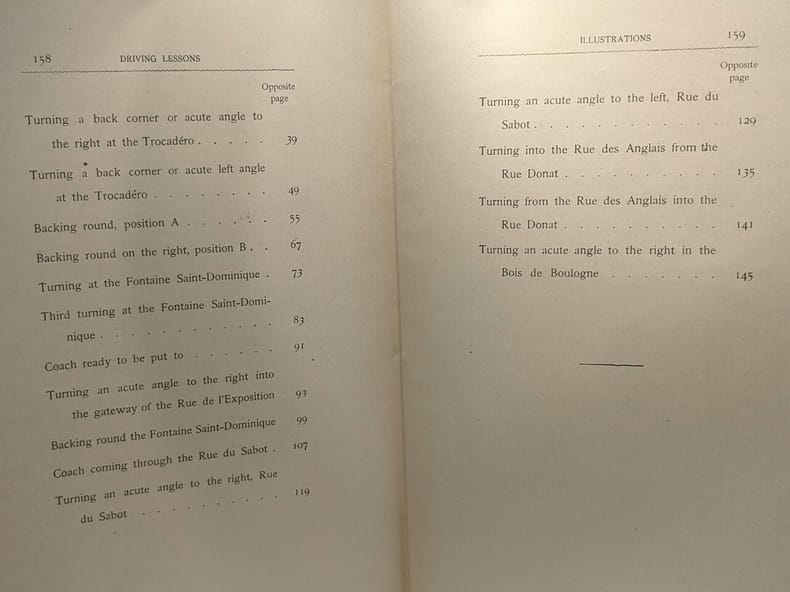 158 DRIVING LESSONS
Opposite
page
Turning a back corner or acute angle to
the right at the Trocadéro . . . . . 39
Turning a back corner or acute left angle
at the Trocadéro . . . . . . . . 49
Backing round, position A . . . . . . 55
Backing round on the right, position B . . 67
Turning at the Fontaine Saint-Dominique . 73
Third turning at the Fontaine Saint-Domi-
nique . . . . . . . . . . . . 83
Coach ready to be put to . . . . . . 91
Turning an acute angle to the right into
the gateway of the Rue de l'Exposition 93
Backing round the Fontaine Saint-Dominique 99
Coach coming through the Rue du Sabot . 107
Turning an acute angle to the right, Rue
du Sabot . . . . . . . . . . 119
ILLUSTRATIONS 159
Opposite
page
Turning an acute angle to the left, Rue du
Sabot . . . . . . . . . . . . 129
Turning into the Rue des Anglais from the
Rue Donat . . . . . . . . . . 135
Turning from the Rue des Anglais into the
Rue Donat . . . . . . . . . . 141
Turning an acute angle to the right in the
Bois de Boulogne . . . . . . . 145